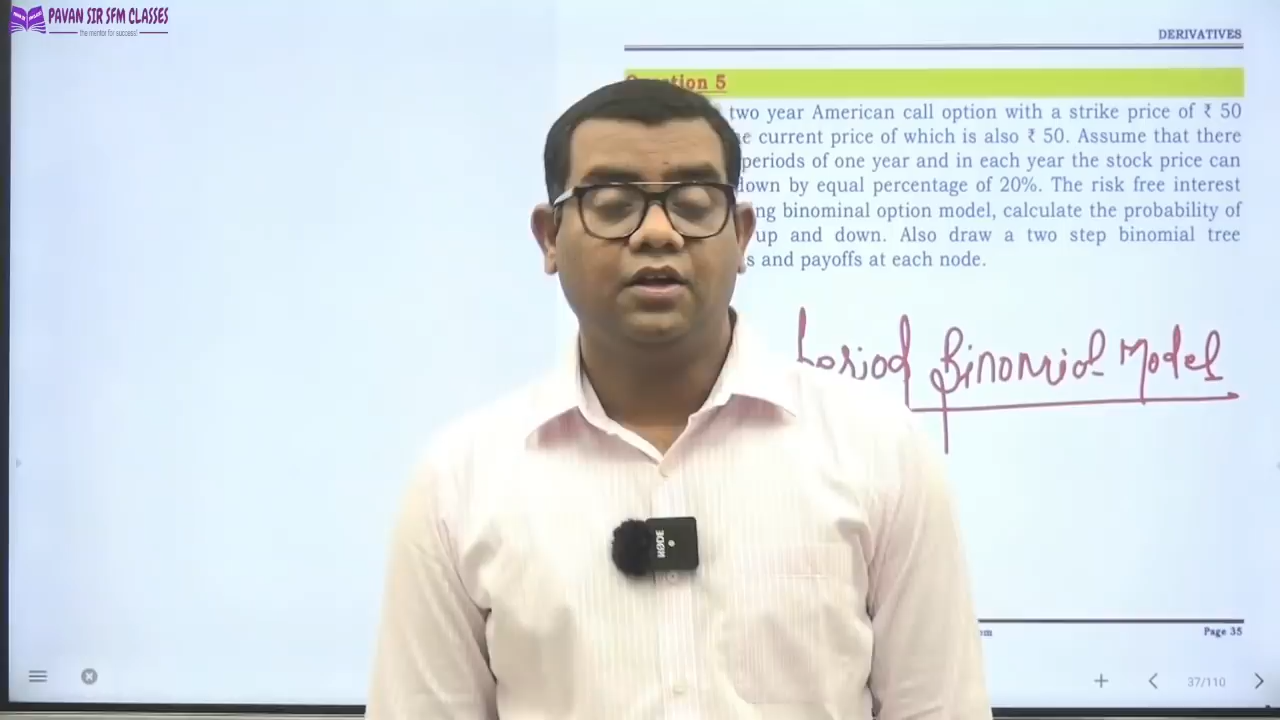 PAVAN SIR SFM CLASSES
the mentor for success!
DERIVATIVES
Question 5
two year American call option with a strike price of ₹ 50
current price of which is also ₹ 50. Assume that there
periods of one year and in each year the stock price can
down by equal percentage of 20%. The risk free interest
binominal option model, calculate the probability of
up and down. Also draw a two step binomial tree
and payoffs at each node.
Period Binomial Model
RODE
Page 35
37/110